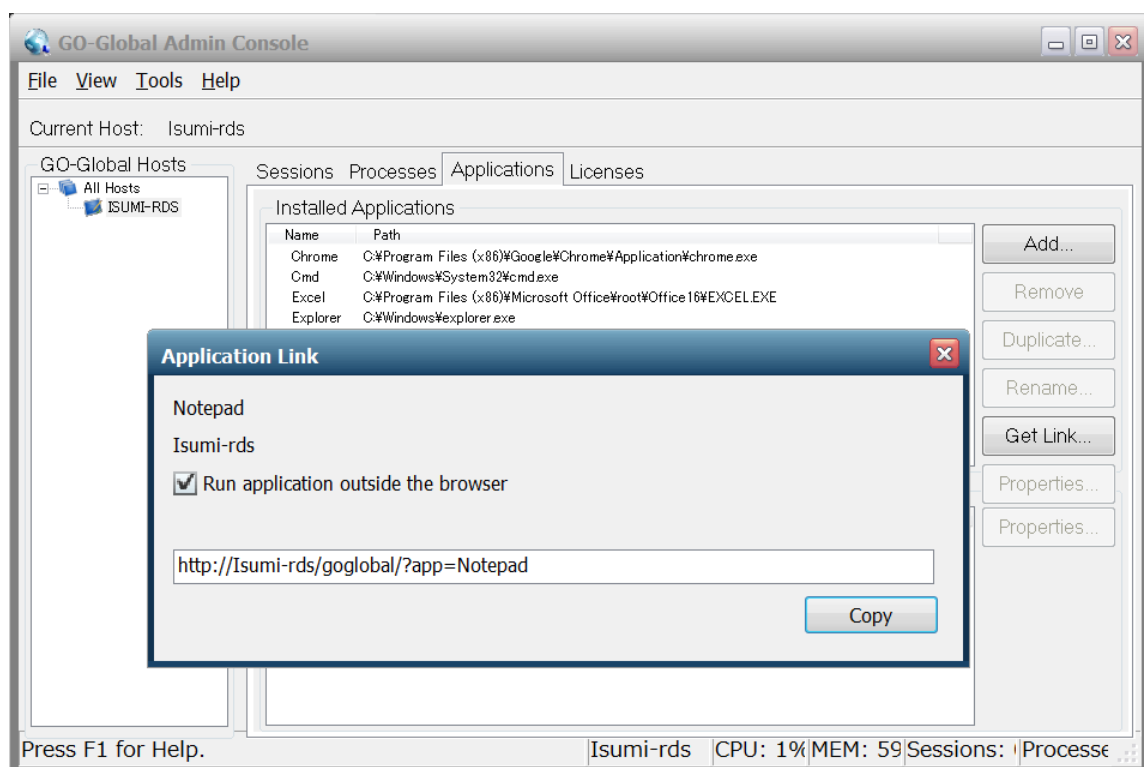 GO-Global Admin Console
File View Tools Help
Current Host: Isumi-rds
GO-Global Hosts
All Hosts
ISUMI-RDS
Sessions Processes Applications Licenses
Installed Applications
Name Path
Chrome C:¥Program Files (x86)¥Google¥Chrome¥Application¥chrome.exe
Cmd C:¥Windows¥System32¥cmd.exe
Excel C:¥Program Files (x86)¥Microsoft Office¥root¥Office16¥EXCEL.EXE
Explorer C:¥Windows¥explorer.exe
Add...
Remove
Duplicate...
Rename...
Get Link...
Properties...
Properties...
Application Link
Notepad
Isumi-rds
Run application outside the browser
http://Isumi-rds/goglobal/?app=Notepad
Copy
Press F1 for Help. Isumi-rds CPU: 1% MEM: 59 Sessions: Processe